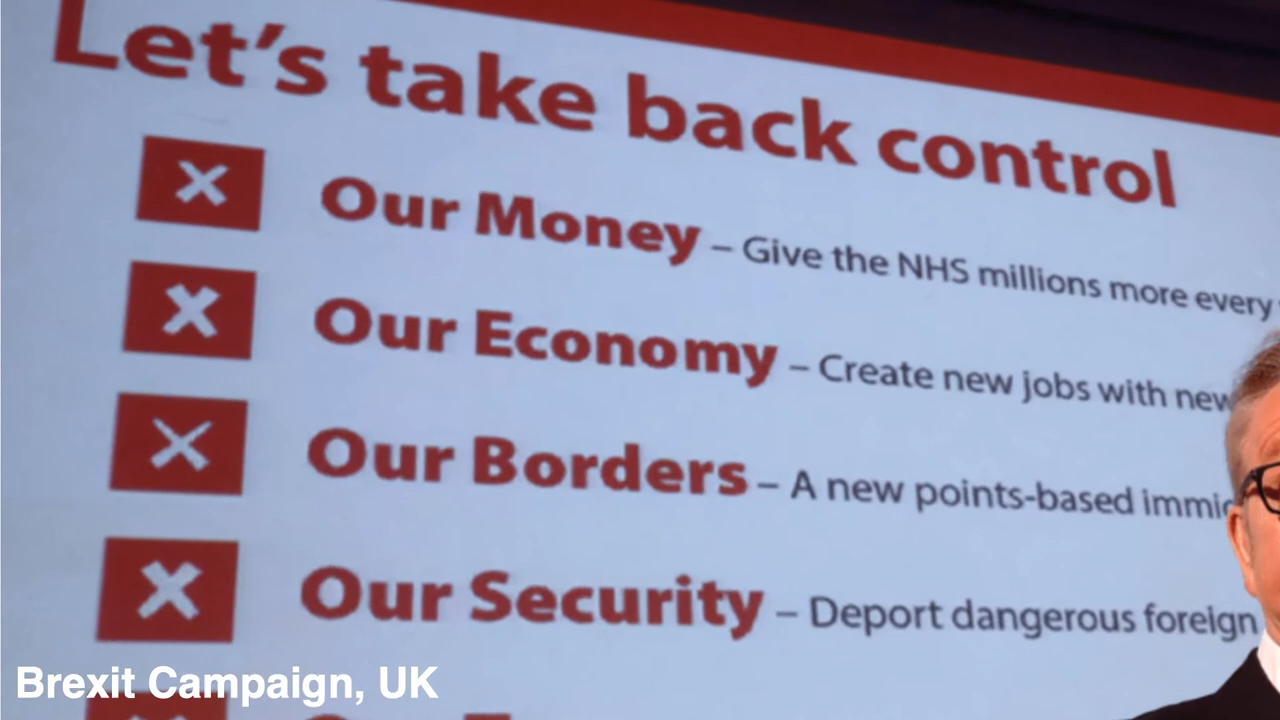 Let's take back control
Our Money – Give the NHS millions more every
Our Economy – Create new jobs with new
Our Borders – A new points-based
Our Security – Deport dangerous foreign
Brexit Campaign, UK